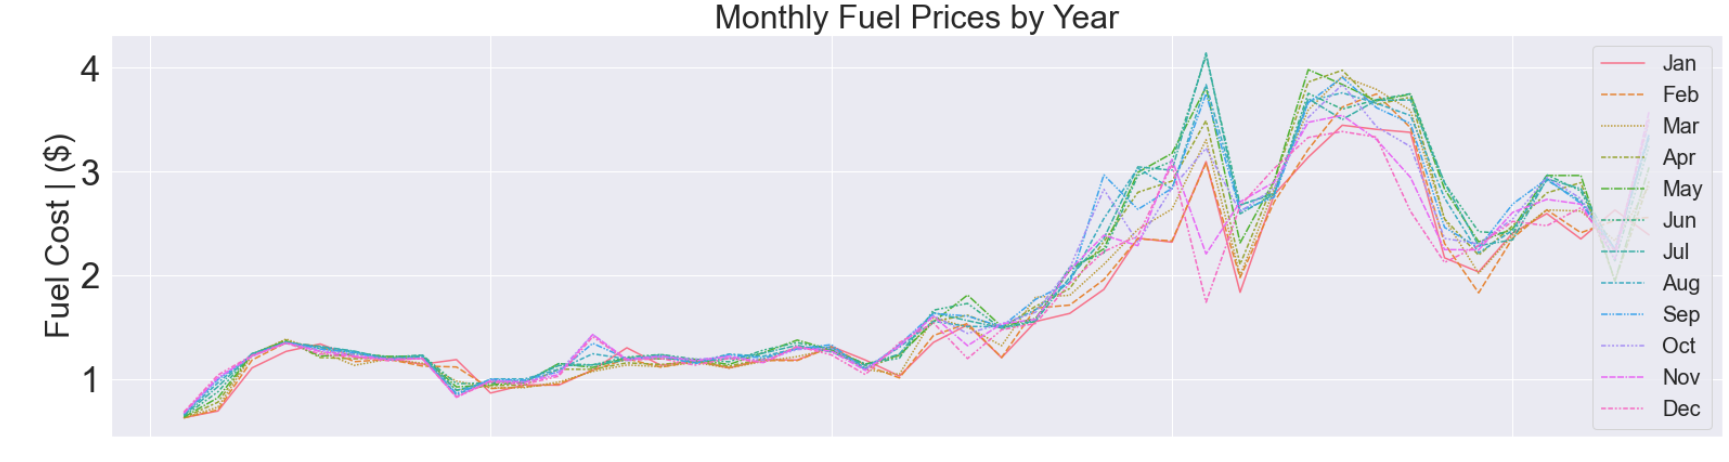 Monthly Fuel Prices by Year
Fuel Cost | ($)
4
3
2
1
Jan
Feb
Mar
Apr
May
Jun
Jul
Aug
Sep
Oct
Nov
Dec